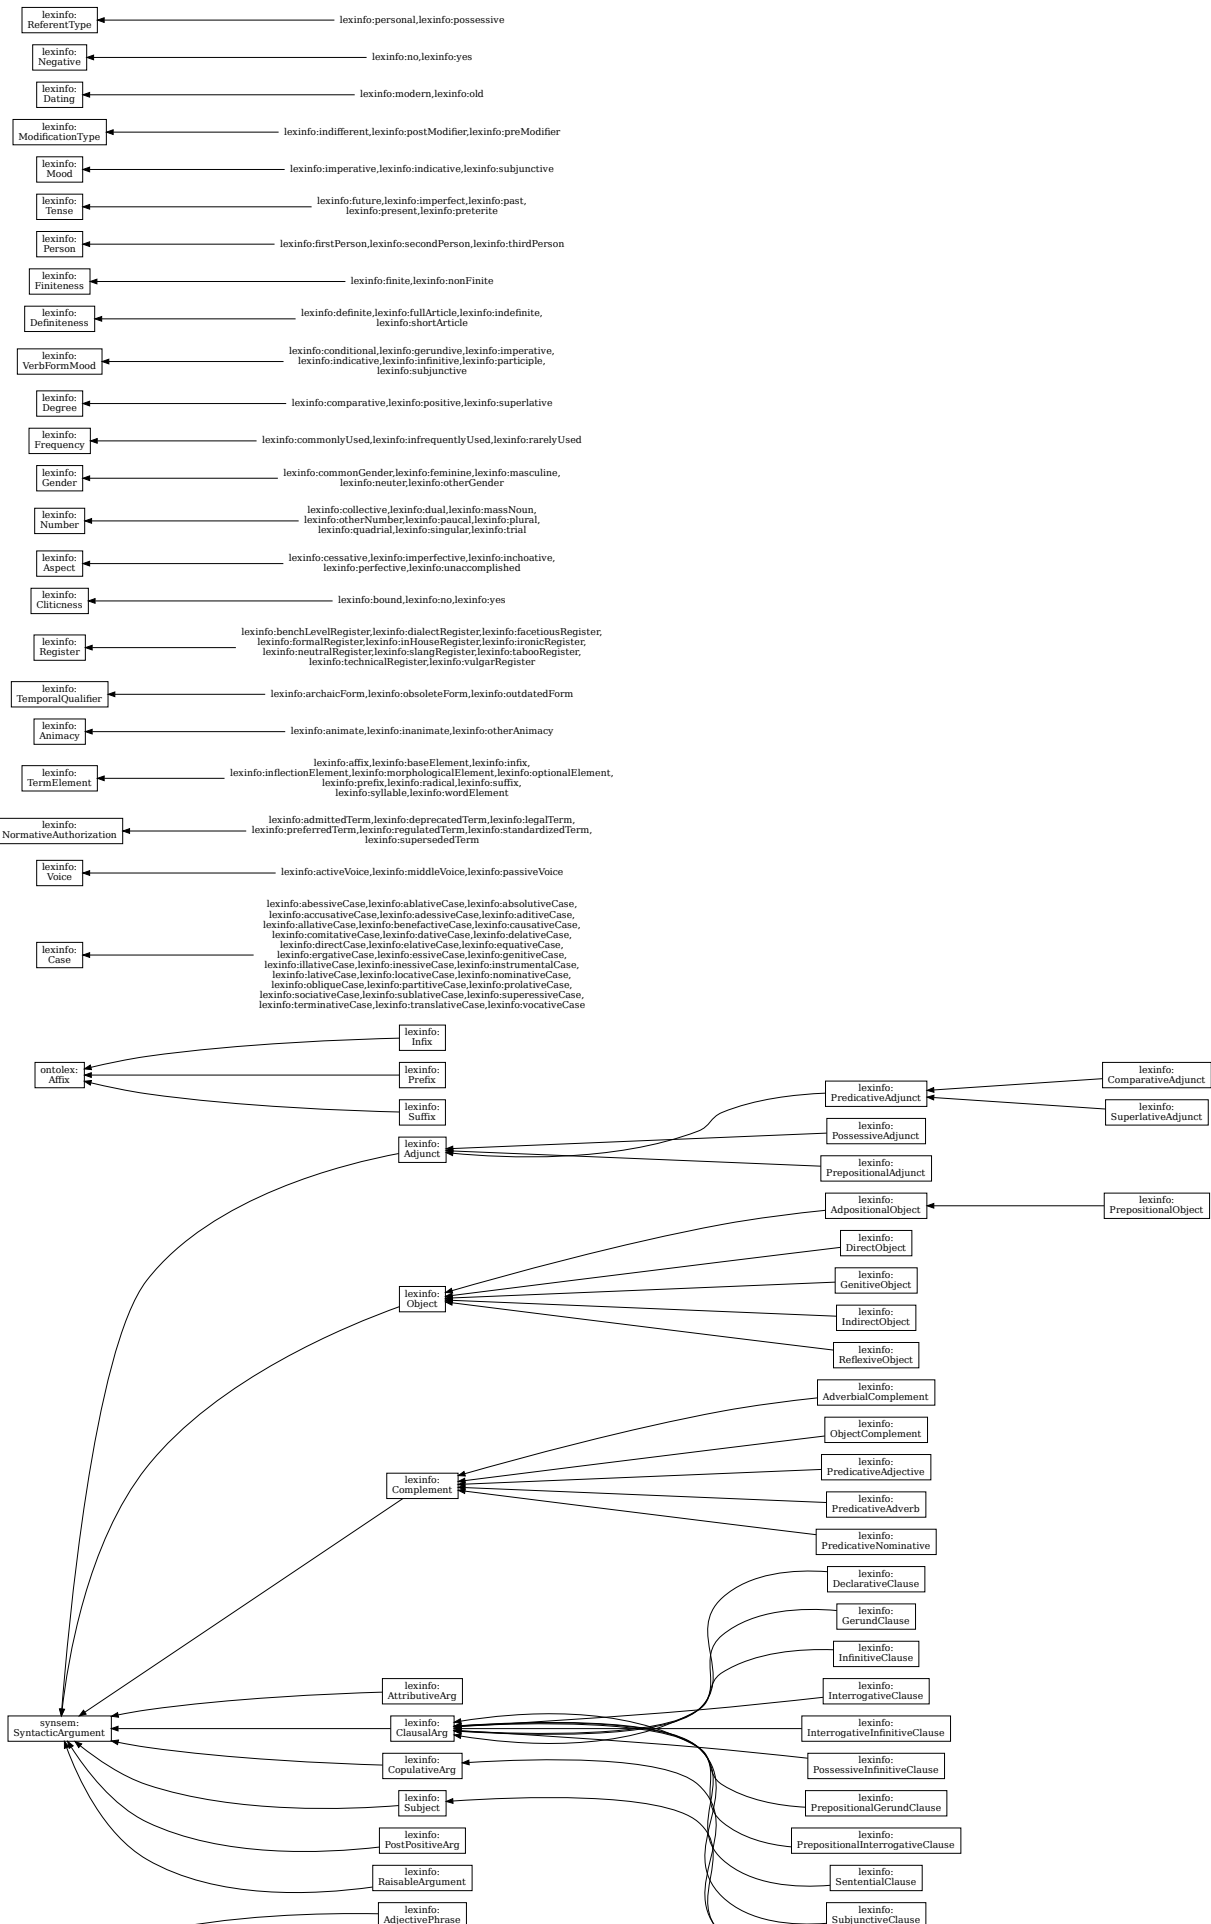 lexinfo:
ReferentType
lexinfo:personal,lexinfo:possessive
lexinfo:
Negative
lexinfo:no,lexinfo:yes
lexinfo:
Dating
lexinfo:modern,lexinfo:old
lexinfo:
ModificationType
lexinfo:indifferent,lexinfo:postModifier,lexinfo:preModifier
lexinfo:
Mood
lexinfo:imperative,lexinfo:indicative,lexinfo:subjunctive
lexinfo:
Tense
lexinfo:future,lexinfo:imperfect,lexinfo:past,
lexinfo:present,lexinfo:preterite
lexinfo:
Person
lexinfo:firstPerson,lexinfo:secondPerson,lexinfo:thirdPerson
lexinfo:
Finiteness
lexinfo:finite,lexinfo:nonFinite
lexinfo:
Definiteness
lexinfo:definite,lexinfo:fullArticle,lexinfo:indefinite,
lexinfo:shortArticle
lexinfo:
VerbFormMood
lexinfo:conditional,lexinfo:gerundive,lexinfo:imperative,
lexinfo:indicative,lexinfo:infinitive,lexinfo:participle,
lexinfo:subjunctive
lexinfo:
Degree
lexinfo:comparative,lexinfo:positive,lexinfo:superlative
lexinfo:
Frequency
lexinfo:commonlyUsed,lexinfo:infrequentlyUsed,lexinfo:rarelyUsed
lexinfo:
Gender
lexinfo:commonGender,lexinfo:feminine,lexinfo:masculine,
lexinfo:neuter,lexinfo:otherGender
lexinfo:
Number
lexinfo:collective,lexinfo:dual,lexinfo:massNoun,
lexinfo:otherNumber,lexinfo:paucal,lexinfo:plural,
lexinfo:quadrial,lexinfo:singular,lexinfo:trial
lexinfo:
Aspect
lexinfo:cessative,lexinfo:imperfective,lexinfo:inchoative,
lexinfo:perfective,lexinfo:unaccomplished
lexinfo:
Cliticness
lexinfo:bound,lexinfo:no,lexinfo:yes
lexinfo:
Register
lexinfo:benchLevelRegister,lexinfo:dialectRegister,lexinfo:facetiousRegister,
lexinfo:formalRegister,lexinfo:inHouseRegister,lexinfo:ironicRegister,
lexinfo:neutralRegister,lexinfo:slangRegister,lexinfo:tabooRegister,
lexinfo:technicalRegister,lexinfo:vulgarRegister
lexinfo:
TemporalQualifier
lexinfo:archaicForm,lexinfo:obsoleteForm,lexinfo:outdatedForm
lexinfo:
Animacy
lexinfo:animate,lexinfo:inanimate,lexinfo:otherAnimacy
lexinfo:
TermElement
lexinfo:affix,lexinfo:baseElement,lexinfo:infix,
lexinfo:inflectionElement,lexinfo:morphologicalElement,lexinfo:optionalElement,
lexinfo:prefix,lexinfo:radical,lexinfo:suffix,
lexinfo:syllable,lexinfo:wordElement
lexinfo:
NormativeAuthorization
lexinfo:admittedTerm,lexinfo:deprecatedTerm,lexinfo:legalTerm,
lexinfo:preferredTerm,lexinfo:regulatedTerm,lexinfo:standardizedTerm,
lexinfo:supersededTerm
lexinfo:
Voice
lexinfo:activeVoice,lexinfo:middleVoice,lexinfo:passiveVoice
lexinfo:
Case
lexinfo:abessiveCase,lexinfo:ablativeCase,lexinfo:absolutiveCase,
lexinfo:accusativeCase,lexinfo:adessiveCase,lexinfo:aditiveCase,
lexinfo:allativeCase,lexinfo:benefactiveCase,lexinfo:causativeCase,
lexinfo:comitativeCase,lexinfo:dativeCase,lexinfo:delativeCase,
lexinfo:directCase,lexinfo:elativeCase,lexinfo:equativeCase,
lexinfo:ergativeCase,lexinfo:essiveCase,lexinfo:genitiveCase,
lexinfo:illativeCase,lexinfo:inessiveCase,lexinfo:instrumentalCase,
lexinfo:lativeCase,lexinfo:locativeCase,lexinfo:nominativeCase,
lexinfo:obliqueCase,lexinfo:partitiveCase,lexinfo:prolativeCase,
lexinfo:sociativeCase,lexinfo:sublativeCase,lexinfo:superessiveCase,
lexinfo:terminativeCase,lexinfo:translativeCase,lexinfo:vocativeCase
ontolex:
Affix
lexinfo:
Infix
lexinfo:
Prefix
lexinfo:
Suffix
lexinfo:
Adjunct
lexinfo:
PredicativeAdjunct
lexinfo:
ComparativeAdjunct
lexinfo:
SuperlativeAdjunct
lexinfo:
PossessiveAdjunct
lexinfo:
PrepositionalAdjunct
lexinfo:
AdpositionalObject
lexinfo:
PrepositionalObject
lexinfo:
DirectObject
lexinfo:
Object
lexinfo:
GenitiveObject
lexinfo:
IndirectObject
lexinfo:
ReflexiveObject
lexinfo:
AdverbialComplement
lexinfo:
ObjectComplement
lexinfo:
Complement
lexinfo:
PredicativeAdjective
lexinfo:
PredicativeAdverb
lexinfo:
PredicativeNominative
lexinfo:
DeclarativeClause
lexinfo:
GerundClause
lexinfo:
InfinitiveClause
lexinfo:
AttributiveArg
lexinfo:
InterrogativeClause
synsem:
SyntacticArgument
lexinfo:
ClausalArg
lexinfo:
InterrogativeInfinitiveClause
lexinfo:
CopulativeArg
lexinfo:
PossessiveInfinitiveClause
lexinfo:
Subject
lexinfo:
PrepositionalGerundClause
lexinfo:
PostPositiveArg
lexinfo:
PrepositionalInterrogativeClause
lexinfo:
RaisableArgument
lexinfo:
SententialClause
lexinfo:
AdjectivePhrase
lexinfo:
SubjunctiveClause